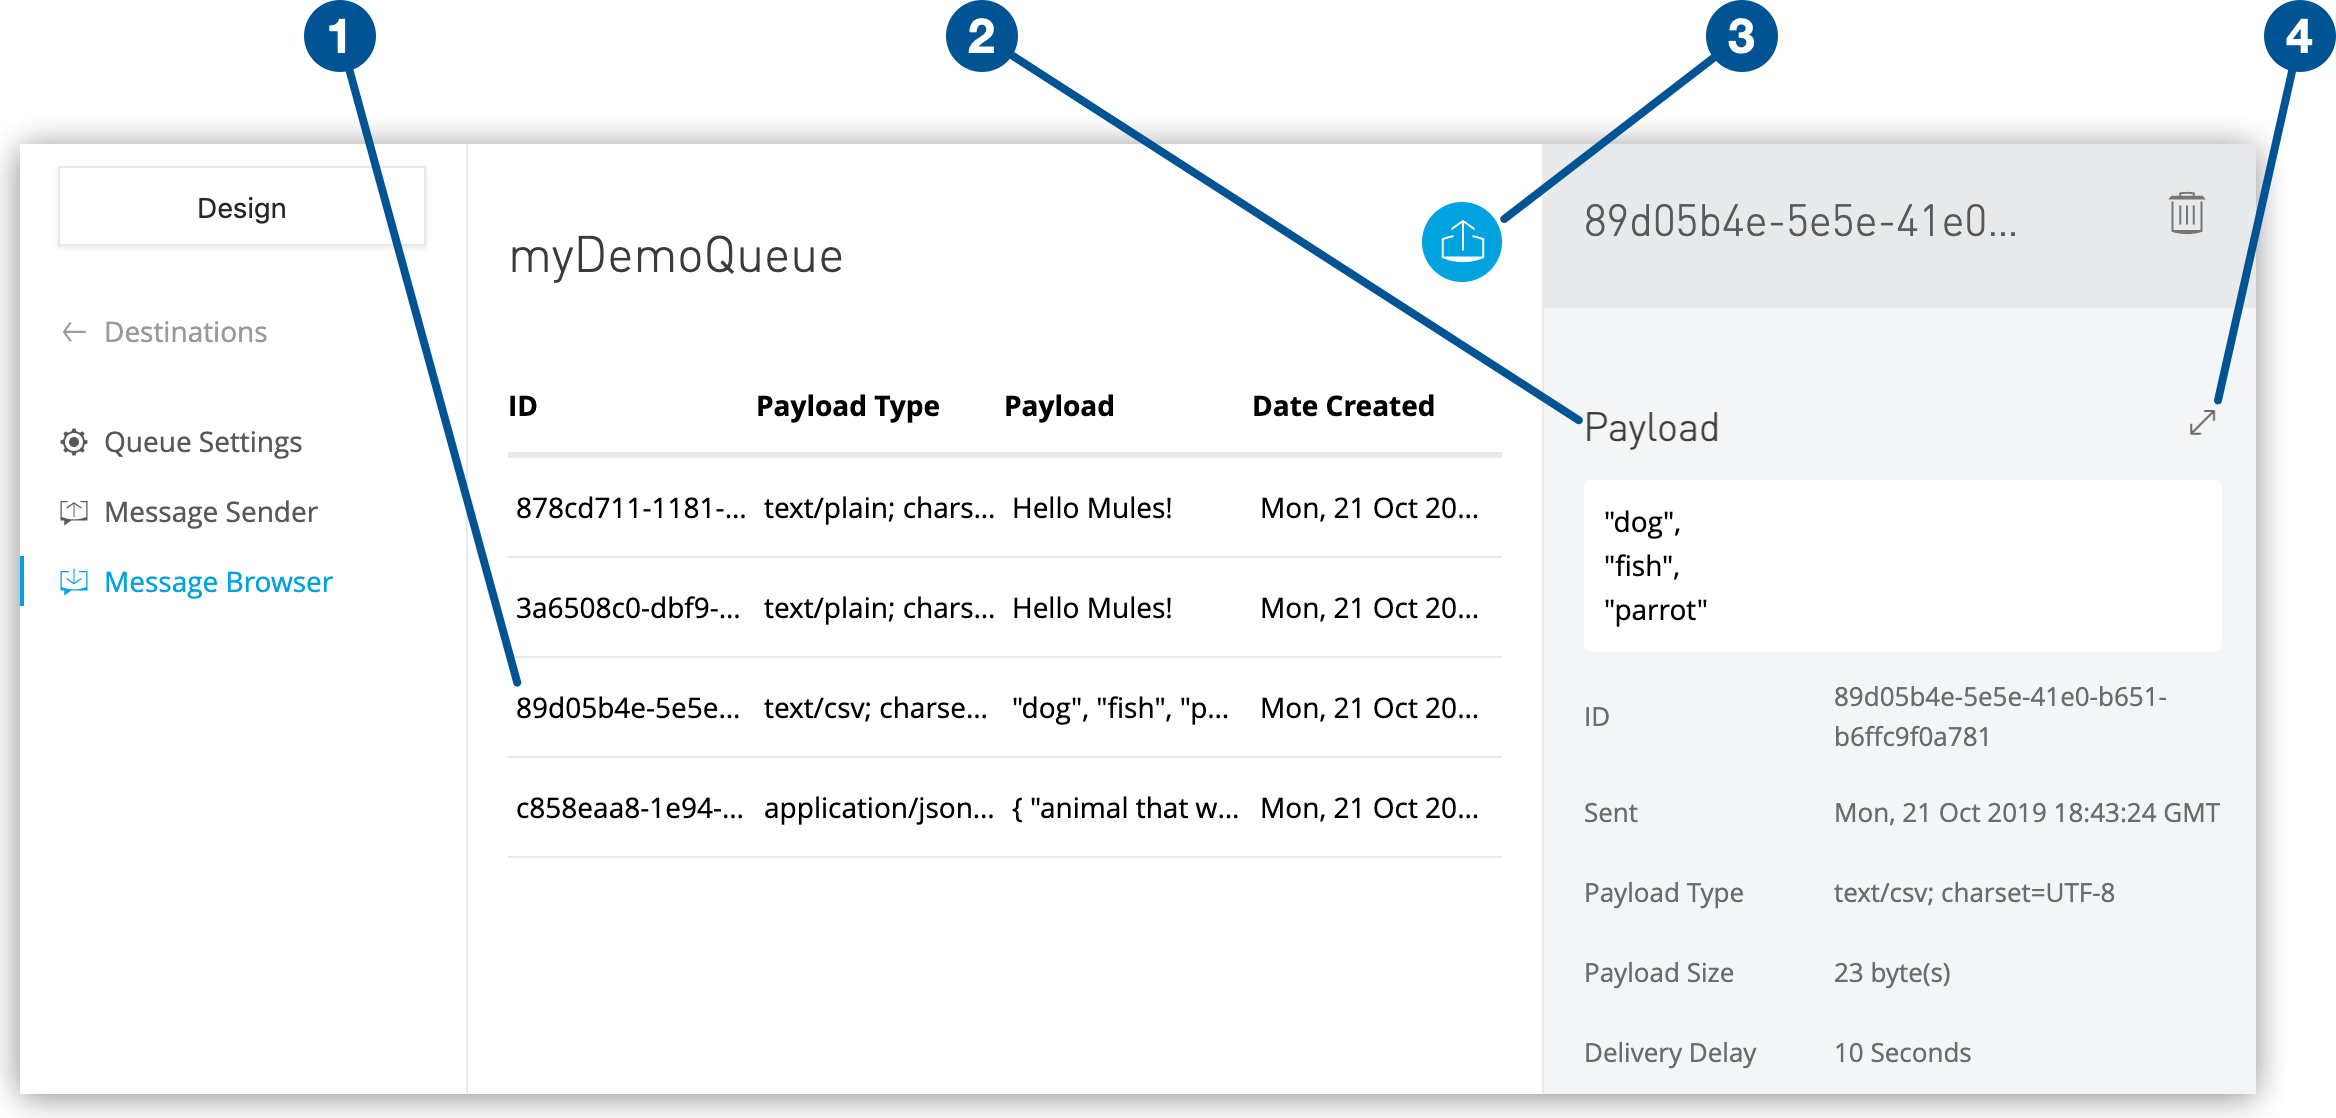 1
2
3
4
Design
Destinations
Queue Settings
Message Sender
Message Browser
myDemoQueue
ID Payload Type Payload Date Created
878cd711-1181-... text/plain; chars... Hello Mules! Mon, 21 Oct 20...
3a6508c0-dbf9-... text/plain; chars... Hello Mules! Mon, 21 Oct 20...
89d05b4e-5e5e... text/csv; charse... "dog", "fish", "p... Mon, 21 Oct 20...
c858eaa8-1e94-... application/json... { "animal that w... Mon, 21 Oct 20...
89d05b4e-5e5e-41e0...
Payload
"dog",
"fish",
"parrot"
ID 89d05b4e-5e5e-41e0-b651-
b6ffc9f0a781
Sent Mon, 21 Oct 2019 18:43:24 GMT
Payload Type text/csv; charset=UTF-8
Payload Size 23 byte(s)
Delivery Delay 10 Seconds